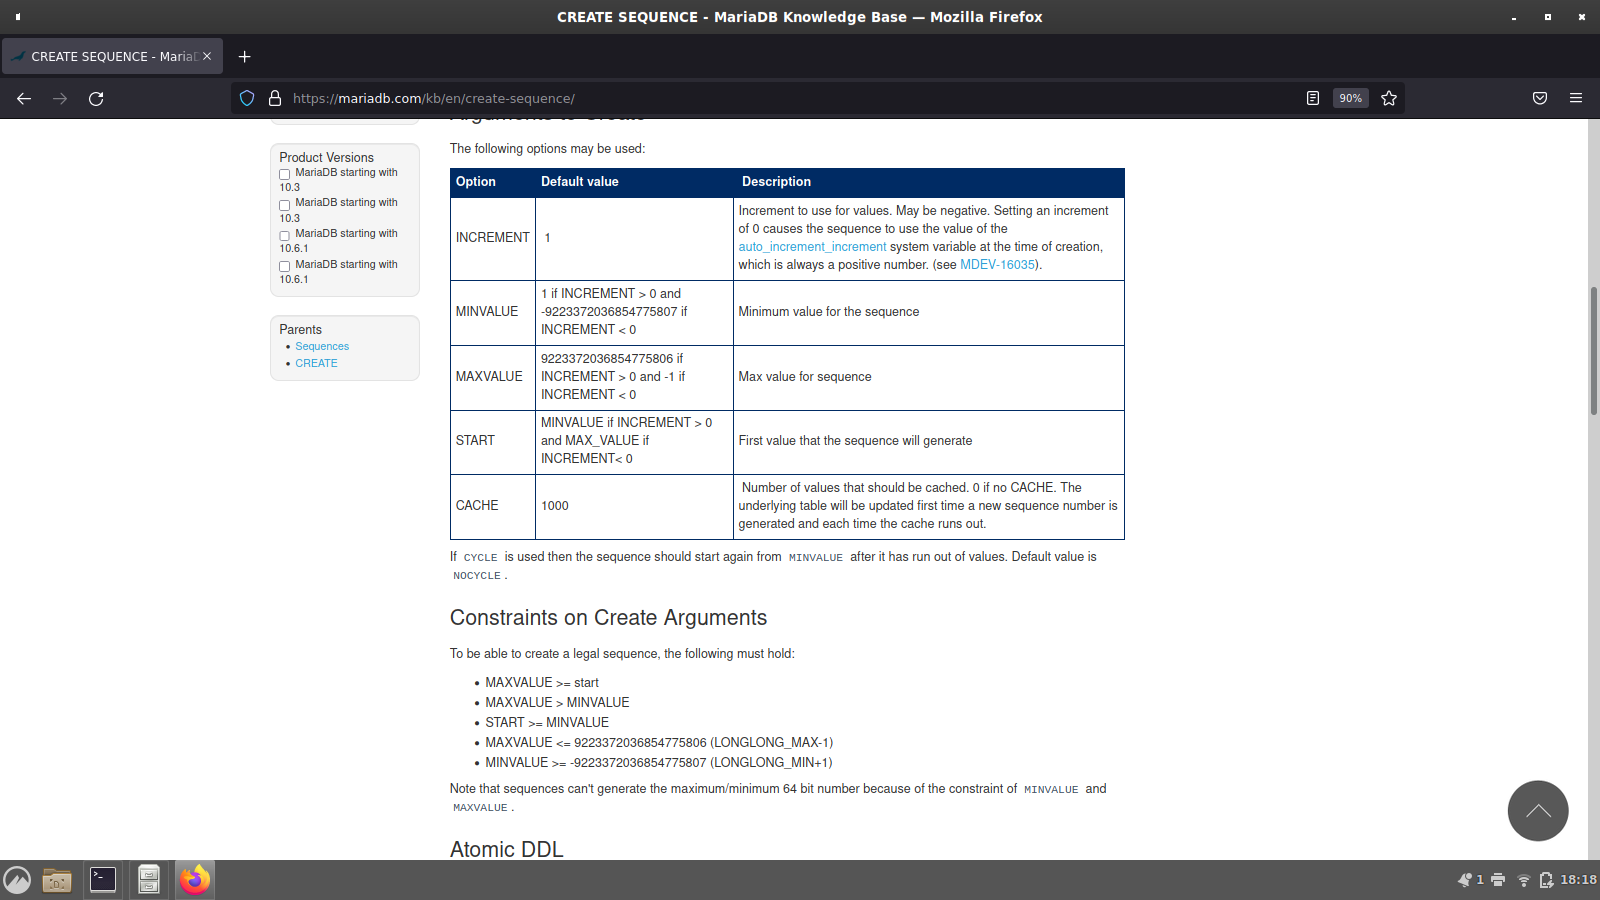 CREATE SEQUENCE - MariaDB Knowledge Base — Mozilla Firefox
CREATE SEQUENCE - MariaD
https://mariadb.com/kb/en/create-sequence/
90%
Arguments to Create
Product Versions
MariaDB starting with
10.3
MariaDB starting with
10.3
MariaDB starting with
10.6.1
MariaDB starting with
10.6.1
Parents
• Sequences
• CREATE
The following options may be used:
Option Default value Description
INCREMENT 1 Increment to use for values. May be negative. Setting an increment
of 0 causes the sequence to use the value of the
auto_increment_increment system variable at the time of creation,
which is always a positive number. (see MDEV-16035).
MINVALUE
1 if INCREMENT > 0 and
-9223372036854775807 if
INCREMENT < 0
Minimum value for the sequence
MAXVALUE
9223372036854775806 if
INCREMENT > 0 and -1 if
INCREMENT < 0
Max value for sequence
START
MINVALUE if INCREMENT > 0
and MAX_VALUE if
INCREMENT< 0
First value that the sequence will generate
CACHE
1000
Number of values that should be cached. 0 if no CACHE. The
underlying table will be updated first time a new sequence number is
generated and each time the cache runs out.
If CYCLE is used then the sequence should start again from MINVALUE after it has run out of values. Default value is
NOCYCLE.
Constraints on Create Arguments
To be able to create a legal sequence, the following must hold:
• MAXVALUE >= start
• MAXVALUE > MINVALUE
• START >= MINVALUE
• MAXVALUE <= 9223372036854775806 (LONGLONG_MAX-1)
• MINVALUE >= -9223372036854775807 (LONGLONG_MIN+1)
Note that sequences can't generate the maximum/minimum 64 bit number because of the constraint of MINVALUE and
MAXVALUE.
Atomic DDL
1
18:18